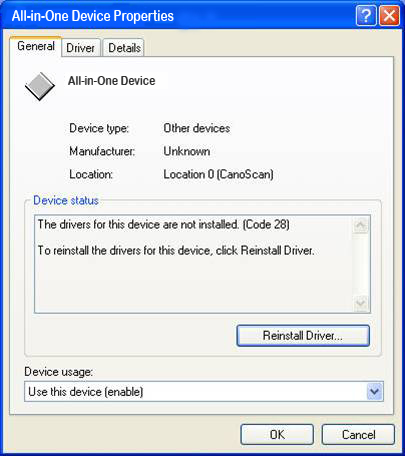 All-in-One Device Properties
General Driver Details
All-in-One Device
Device type: Other devices
Manufacturer: Unknown
Location: Location 0 (CanoScan)
Device status
The drivers for this device are not installed. (Code 28)
To reinstall the drivers for this device, click Reinstall Driver.
Reinstall Driver...
Device usage:
Use this device (enable)
OK Cancel